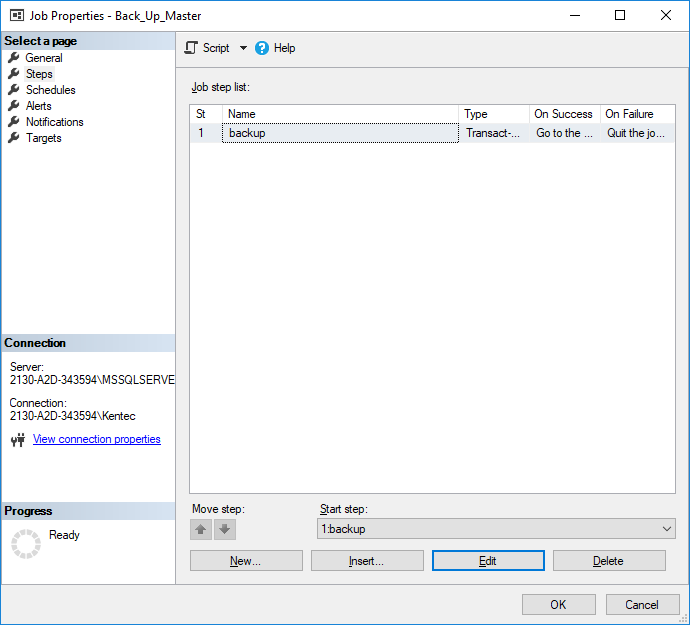 Job Properties - Back_Up_Master
Select a page
General
Steps
Schedules
Alerts
Notifications
Targets
Connection
Server:
2130-A2D-343594\MSSQLSERVE
Connection:
2130-A2D-343594\Kentec
View connection properties
Progress
Ready
Script Help
Job step list:
St Name Type On Success On Failure
1 backup Transact-... Go to the ... Quit the jo...
Move step: Start step:
1:backup
New... Insert... Edit Delete
OK Cancel